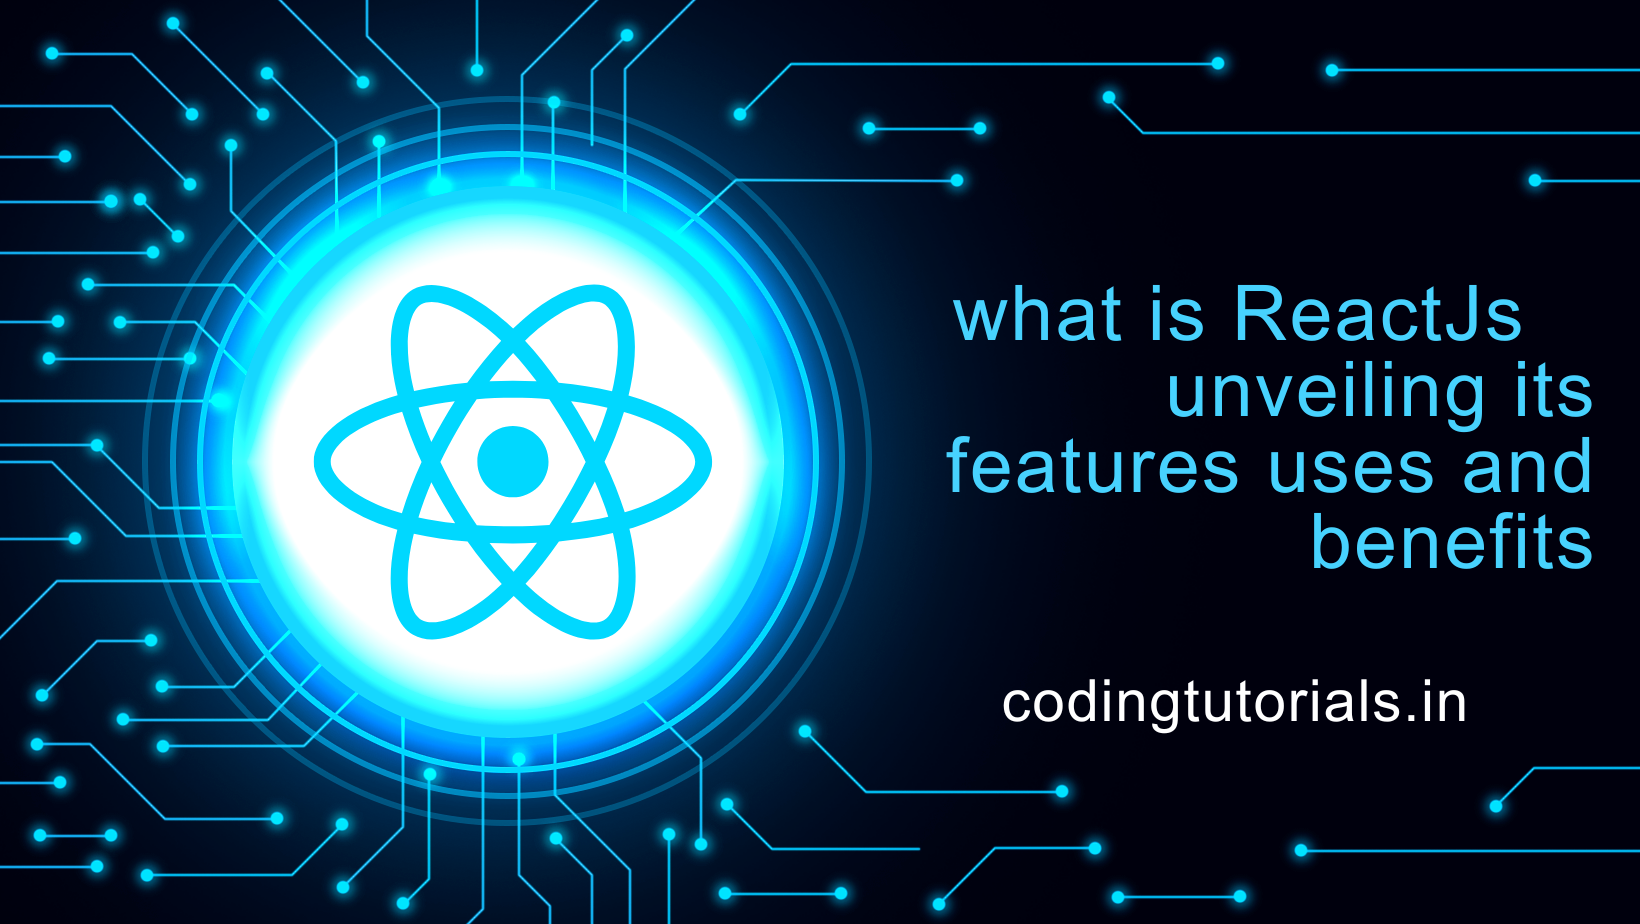 what is ReactJs
unveiling its
features uses and
benefits
codingtutorials.in